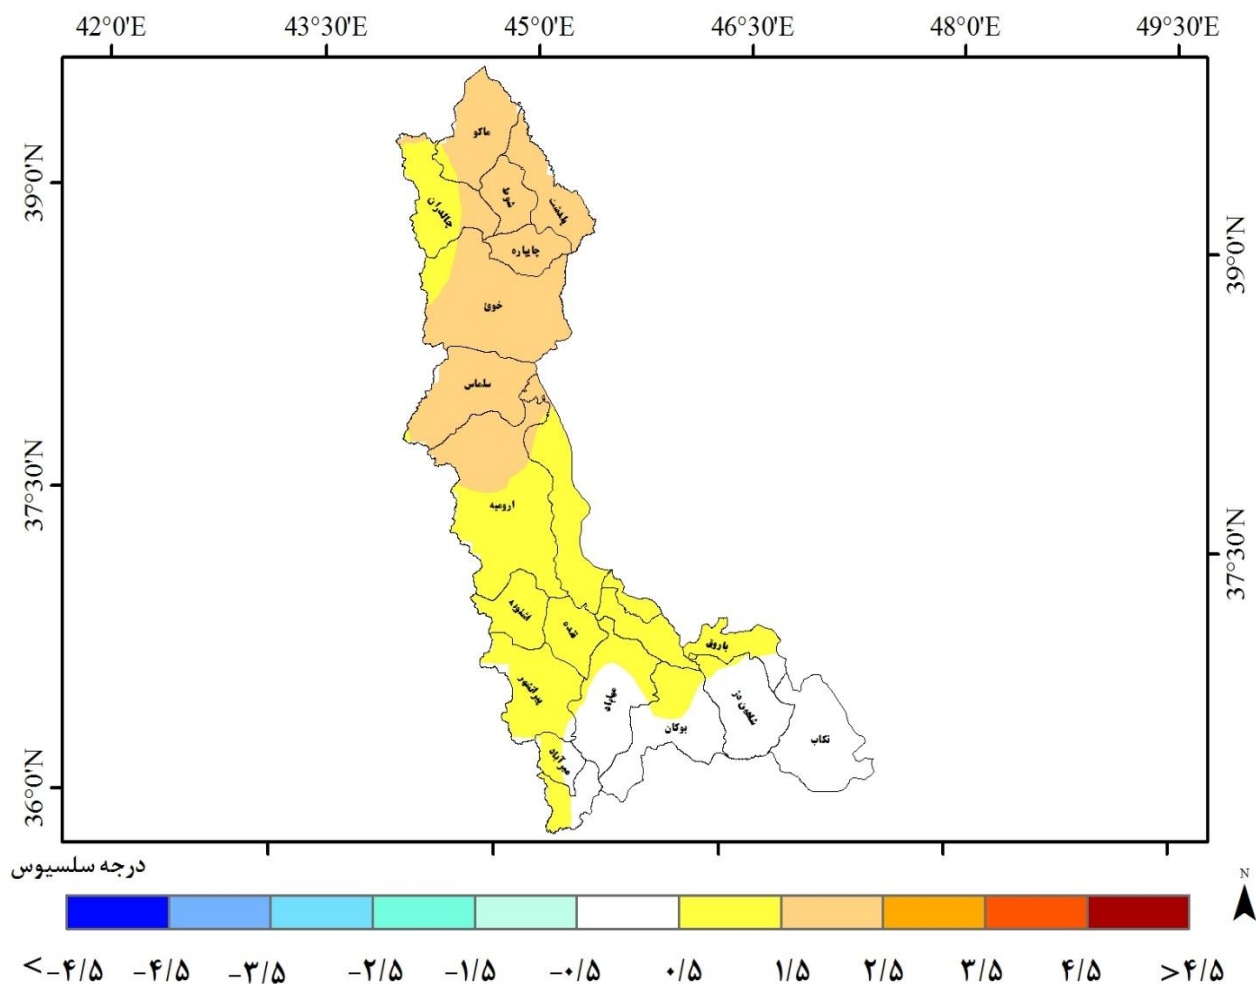 42°0'E 43°30'E 45°0'E 46°30'E 48°0'E 49°30'E
39°0'N
39°0'N
37°30'N
37°30'N
36°0'N
ماکو
چالدران
شوط
پلدشت
چایپاره
خوی
سلماس
ارومیه
اشنویه
نقده
پیرانشهر
میرآباد
مهاباد
بوکان
باروق
شاهین دژ
تکاب
درجه سلسیوس
N
<-۴/۵ -۴/۵ -۳/۵ -۲/۵ -۱/۵ -۰/۵ ۰/۵ ۱/۵ ۲/۵ ۳/۵ ۴/۵ >۴/۵